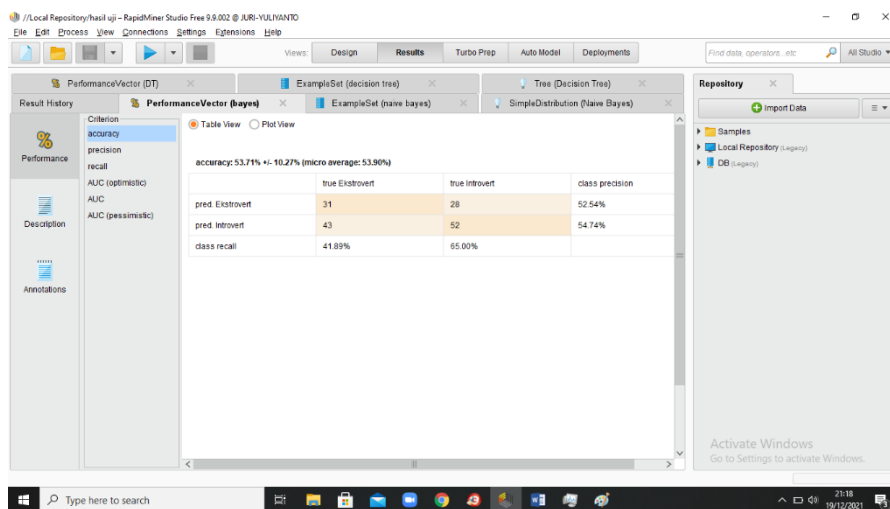 //Local Repository/hasil uji – RapidMiner Studio Free 9.9.002 @ JURI-YULIYANTO
File Edit Process View Connections Settings Extensions Help
Views: Design Results Turbo Prep Auto Model Deployments Find data, operators...etc All Studio
PerformanceVector (DT) ExampleSet (decision tree) Tree (Decision Tree) Repository
Result History PerformanceVector (bayes) ExampleSet (naive bayes) SimpleDistribution (Naive Bayes)
Import Data
Samples
Local Repository (Legacy)
DB (Legacy)
Performance
Description
Annotations
Criterion
accuracy
precision
recall
AUC (optimistic)
AUC
AUC (pessimistic)
Table View Plot View
accuracy: 53.71% +/- 10.27% (micro average: 53.90%)
true Ekstrovert true Introvert class precision
pred. Ekstrovert 31 28 52.54%
pred. Introvert 43 52 54.74%
class recall 41.89% 65.00%
Activate Windows
Go to Settings to activate Windows.
Type here to search
21:18
19/12/2021